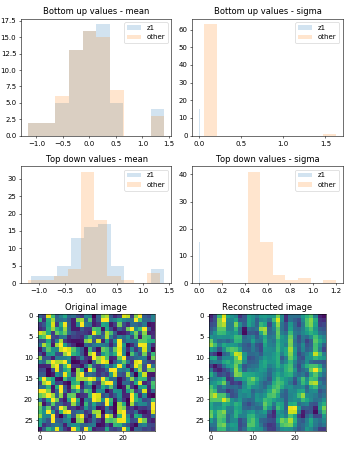 Bottom up values - mean
Bottom up values - sigma
z1
other
z1
other
17.5
15.0
12.5
10.0
7.5
5.0
2.5
0.0
60
50
40
30
20
10
0
−1.0 −0.5 0.0 0.5 1.0 1.5
0.0 0.5 1.0 1.5
Top down values - mean
Top down values - sigma
z1
other
z1
other
30
25
20
15
10
5
0
40
30
20
10
0
−1.0 −0.5 0.0 0.5 1.0 1.5
0.0 0.2 0.4 0.6 0.8 1.0 1.2
Original image
Reconstructed image
0
5
10
15
20
25
0
5
10
15
20
25
0 10 20
0 10 20